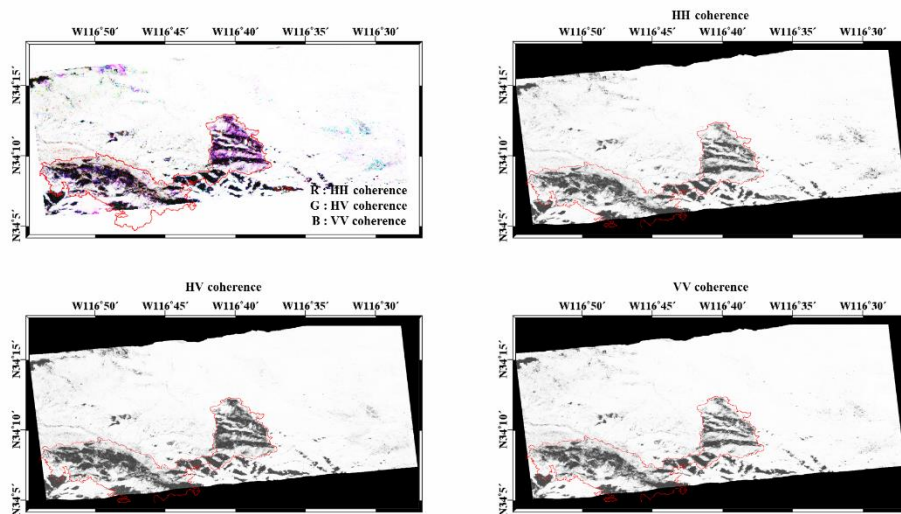 HH coherence
W116°50´ W116°45´ W116°40´ W116°35´ W116°30´
W116°50´ W116°45´ W116°40´ W116°35´ W116°30´
N34°15´
N34°10´
N34°5´
R : HH coherence
G : HV coherence
B : VV coherence
N34°15´
N34°10´
N34°5´
HV coherence
W116°50´ W116°45´ W116°40´ W116°35´ W116°30´
N34°15´
N34°10´
N34°5´
VV coherence
W116°50´ W116°45´ W116°40´ W116°35´ W116°30´
N34°15´
N34°10´
N34°5´